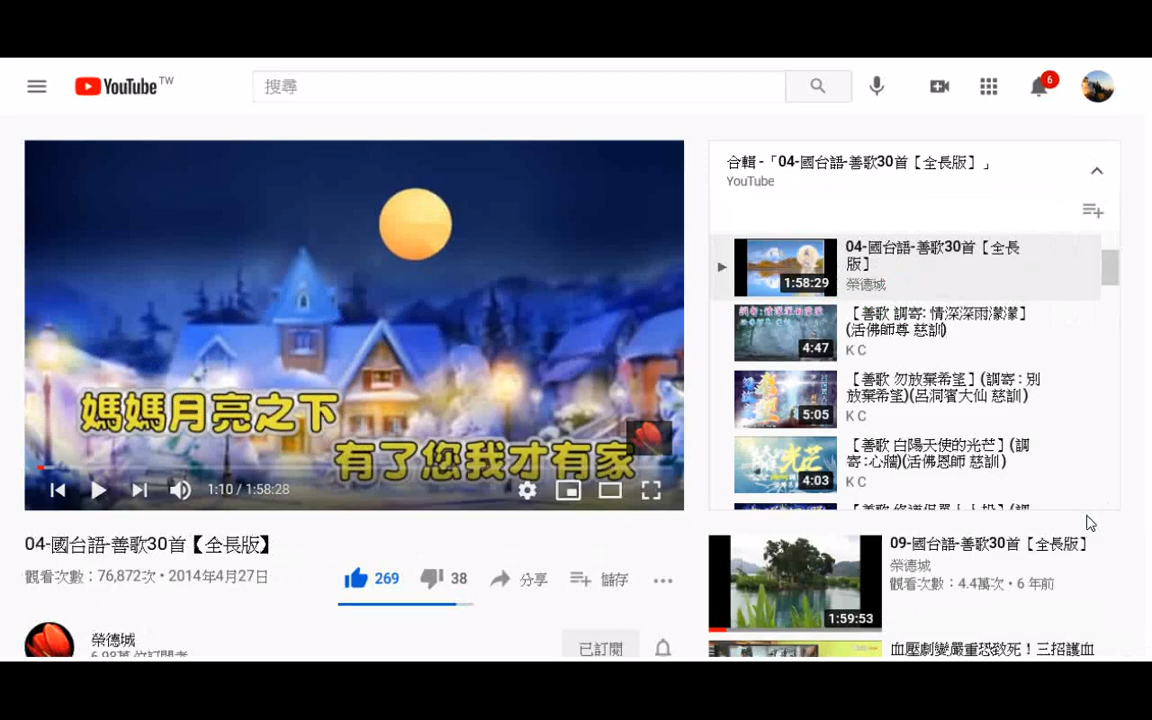 YouTube TW
搜尋
6
媽媽月亮之下
有了您我才有家
1:10 / 1:58:28
04-國台語-善歌30首【全長版】
觀看次數：76,872次 • 2014年4月27日
269
38
分享
儲存
榮德城
已訂閱
合輯 -「04-國台語-善歌30首【全長版】」
YouTube
04-國台語-善歌30首【全長
版】
榮德城
1:58:29
【善歌 調寄: 情深深雨濛濛】
(活佛師尊 慈訓)
K C
4:47
【善歌 勿放棄希望】(調寄 : 別
放棄希望)(呂洞賓大仙 慈訓 )
K C
5:05
【善歌 白陽天使的光芒】(調
寄 :心牆)(活佛恩師 慈訓 )
K C
4:03
09-國台語-善歌30首【全長版】
榮德城
觀看次數：4.4萬次 • 6 年前
1:59:53
血壓劇變嚴重恐致死！三招護血